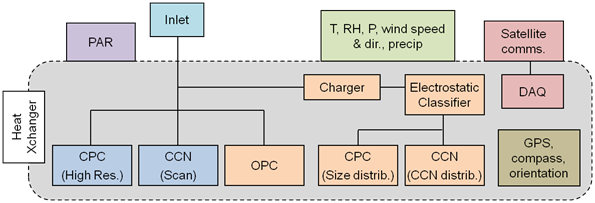 Inlet
PAR
T, RH, P, wind speed
& dir., precip
Satellite
comms.
Heat
Xchanger
Charger
Electrostatic
Classifier
DAQ
CPC
(High Res.)
CCN
(Scan)
OPC
CPC
(Size distrib.)
CCN
(CCN distrib.)
GPS,
compass,
orientation